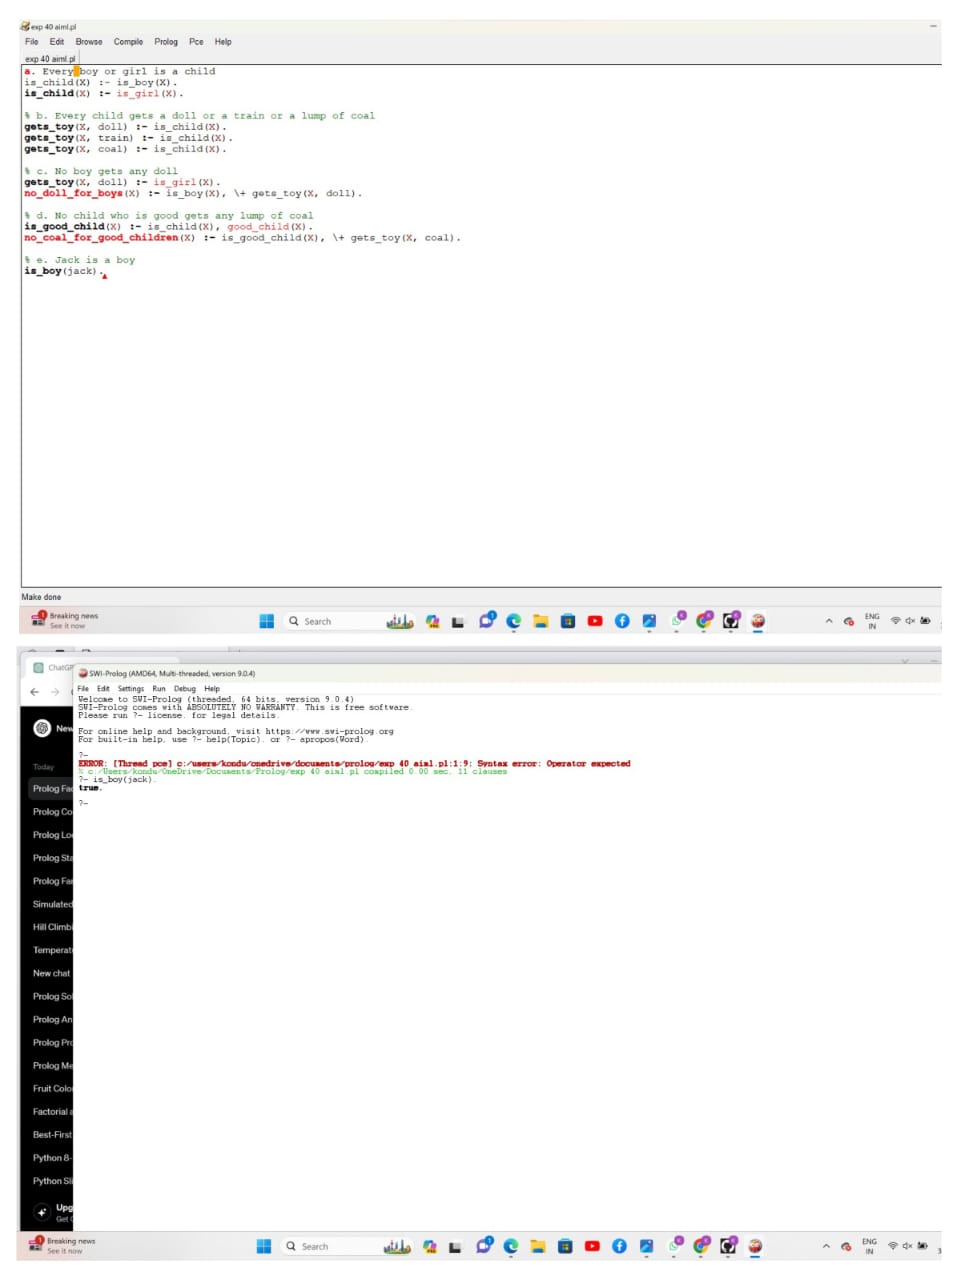 exp 40 aiml.pl
File Edit Browse Compile Prolog Pce Help
exp 40 aiml.pl
a. Every boy or girl is a child
is_child(X) :- is_boy(X).
is_child(X) :- is_girl(X).
% b. Every child gets a doll or a train or a lump of coal
gets_toy(X, doll) :- is_child(X).
gets_toy(X, train) :- is_child(X).
gets_toy(X, coal) :- is_child(X).
% c. No boy gets any doll
gets_toy(X, doll) :- is_girl(X).
no_doll_for_boys(X) :- is_boy(X), \+ gets_toy(X, doll).
% d. No child who is good gets any lump of coal
is_good_child(X) :- is_child(X), good_child(X).
no_coal_for_good_children(X) :- is_good_child(X), \+ gets_toy(X, coal).
% e. Jack is a boy
is_boy(jack).
Make done
Breaking news
See it now
Search
ENG
IN
ChatGP
SWI-Prolog (AMD64, Multi-threaded, version 9.0.4)
File Edit Settings Run Debug Help
Welcome to SWI-Prolog (threaded, 64 bits, version 9.0.4)
SWI-Prolog comes with ABSOLUTELY NO WARRANTY. This is free software.
Please run ?- license. for legal details.
For online help and background, visit https://www.swi-prolog.org
For built-in help, use ?- help(Topic). or ?- apropos(Word).
?-
ERROR: [Thread pce] c:/users/kondu/onedrive/documents/prolog/exp 40 aiml.pl:1:9: Syntax error: Operator expected
% c:/Users/kondu/OneDrive/Documents/Prolog/exp 40 aiml.pl compiled 0.00 sec, 11 clauses
?- is_boy(jack).
true.
?-
New
Today
Prolog Fac
Prolog Co
Prolog Lo
Prolog Sta
Prolog Fa
Simulated
Hill Climbi
Temperat
New chat
Prolog Sol
Prolog An
Prolog Pro
Prolog Me
Fruit Colo
Factorial a
Best-First
Python 8-
Python Sli
Upg
Get
Breaking news
See it now
Search
ENG
IN